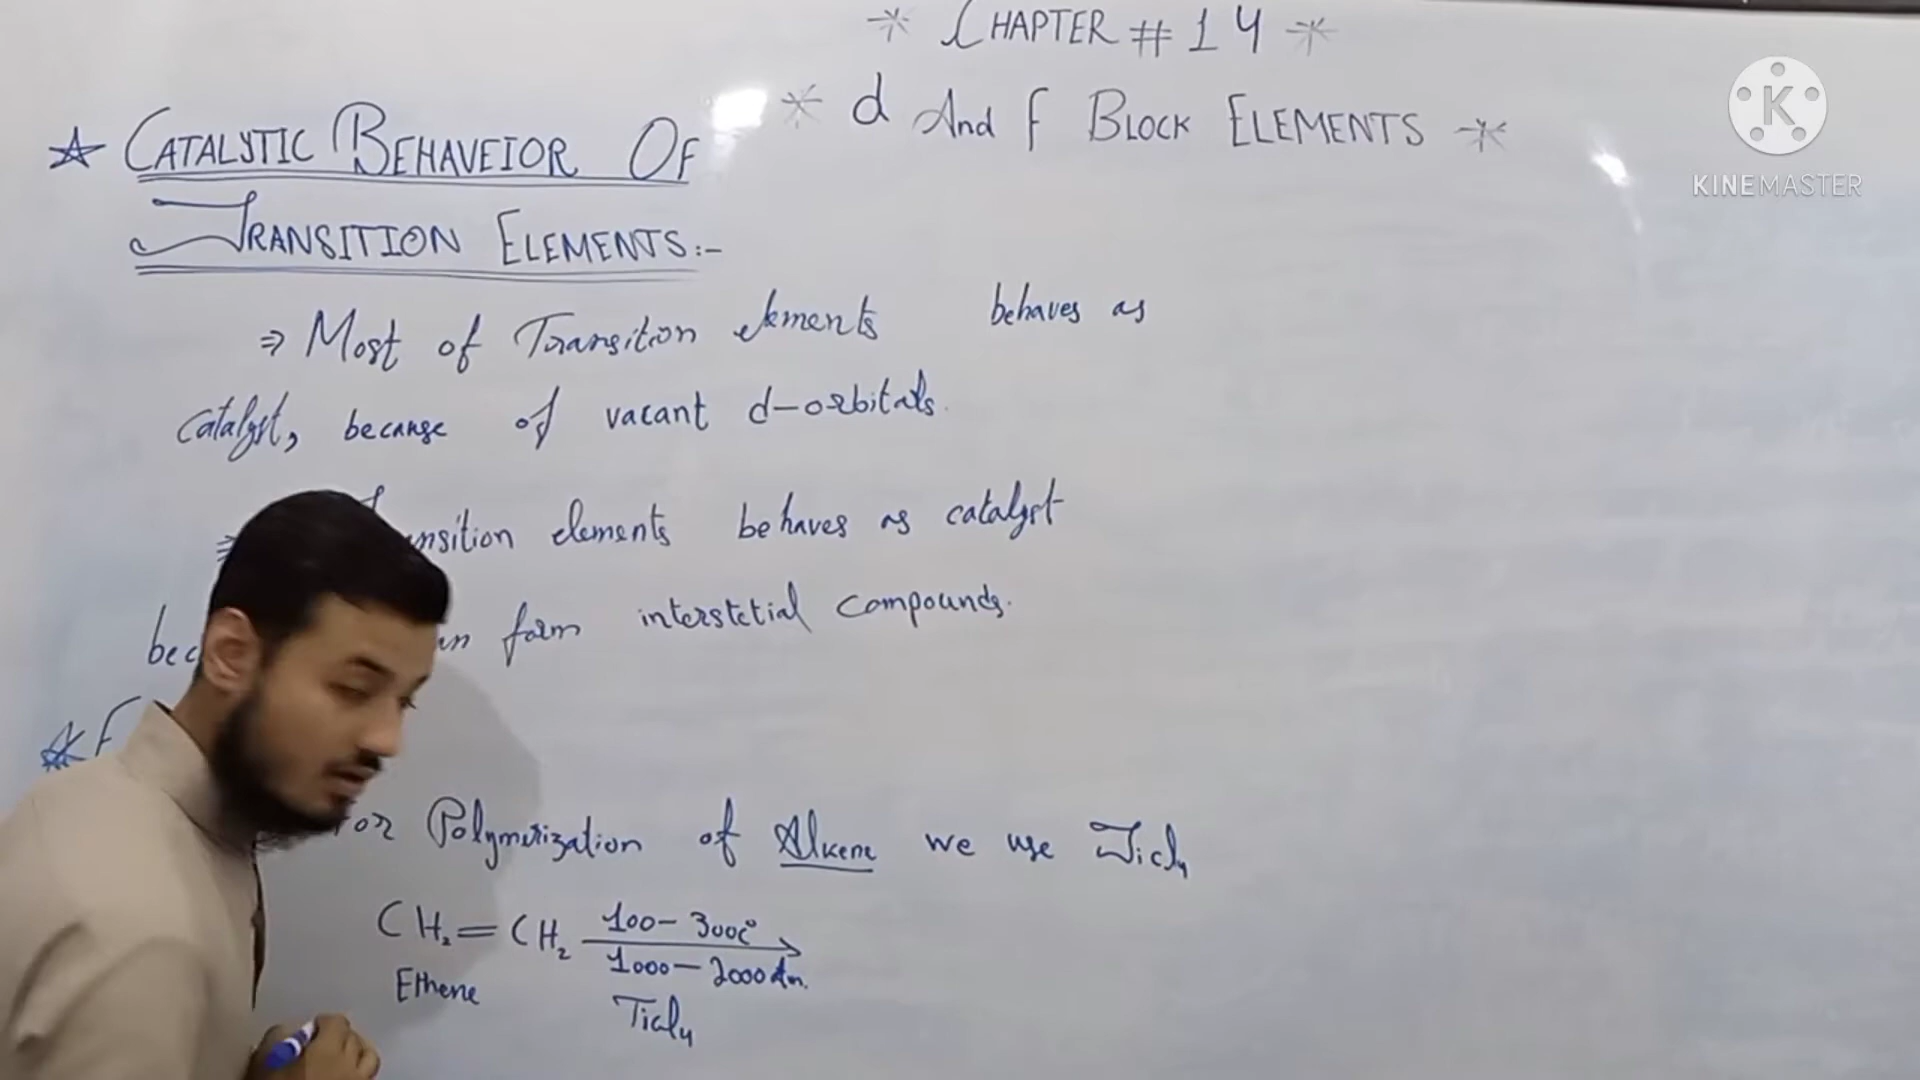 * CHAPTER # 14 *
* d And f BLOCK ELEMENTS *
KINEMASTER
CATALYTIC BEHAVEIOR OF
TRANSITION ELEMENTS:-
⇒ Most of Transition elements behaves as
catalyst, because of vacant d-orbitals.
nsition elements behaves as catalyst
bec form interstetial compounds.
or Polymerization of Alkene we use Ticl4
CH2=CH2 100-300c°
1000-2000 atm.
Ethene Ticl4